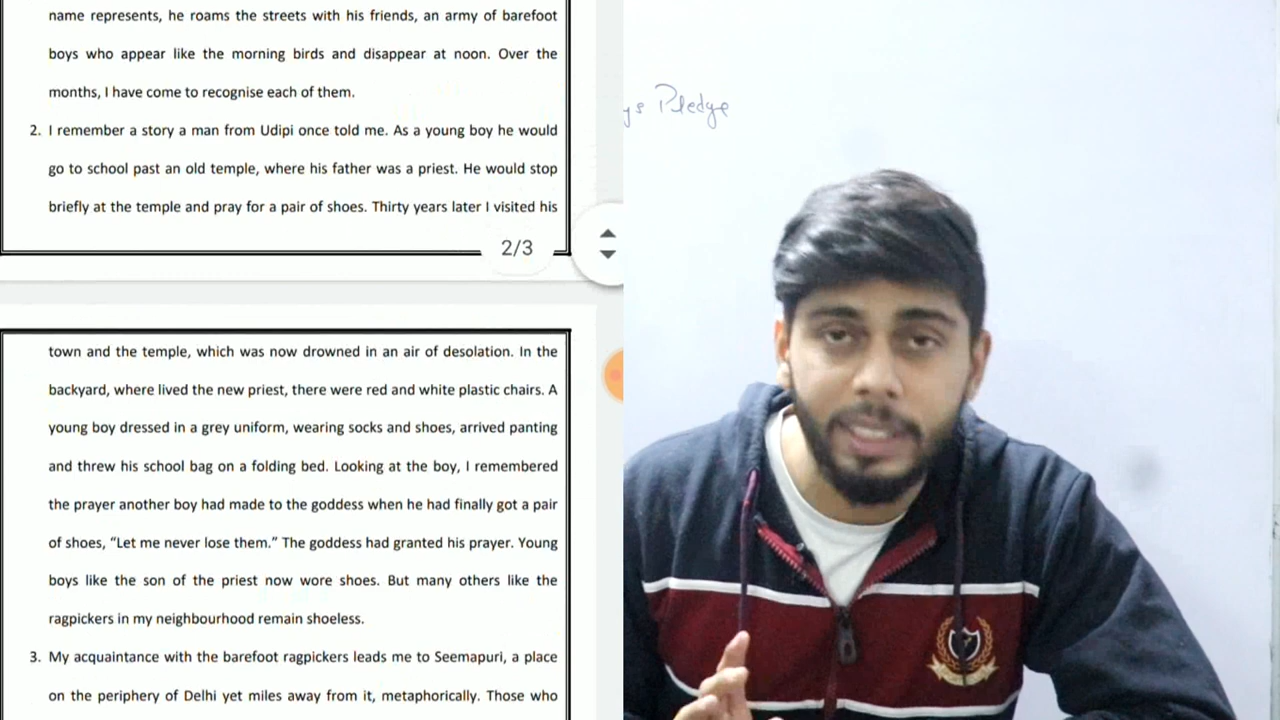 name represents, he roams the streets with his friends, an army of barefoot
boys who appear like the morning birds and disappear at noon. Over the
months, I have come to recognise each of them.
2. I remember a story a man from Udipi once told me. As a young boy he would
go to school past an old temple, where his father was a priest. He would stop
briefly at the temple and pray for a pair of shoes. Thirty years later I visited his
2/3
town and the temple, which was now drowned in an air of desolation. In the
backyard, where lived the new priest, there were red and white plastic chairs. A
young boy dressed in a grey uniform, wearing socks and shoes, arrived panting
and threw his school bag on a folding bed. Looking at the boy, I remembered
the prayer another boy had made to the goddess when he had finally got a pair
of shoes, “Let me never lose them.” The goddess had granted his prayer. Young
boys like the son of the priest now wore shoes. But many others like the
ragpickers in my neighbourhood remain shoeless.
3. My acquaintance with the barefoot ragpickers leads me to Seemapuri, a place
on the periphery of Delhi yet miles away from it, metaphorically. Those who
Pledge